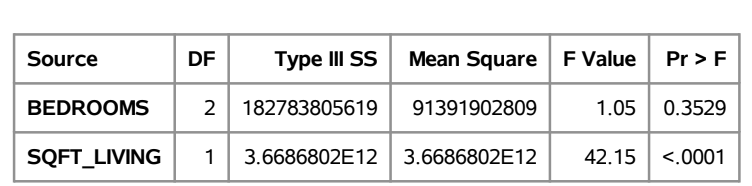 Source DF Type III SS Mean Square F Value Pr > F
BEDROOMS 2 182783805619 91391902809 1.05 0.3529
SQFT_LIVING 1 3.6686802E12 3.6686802E12 42.15 <.0001